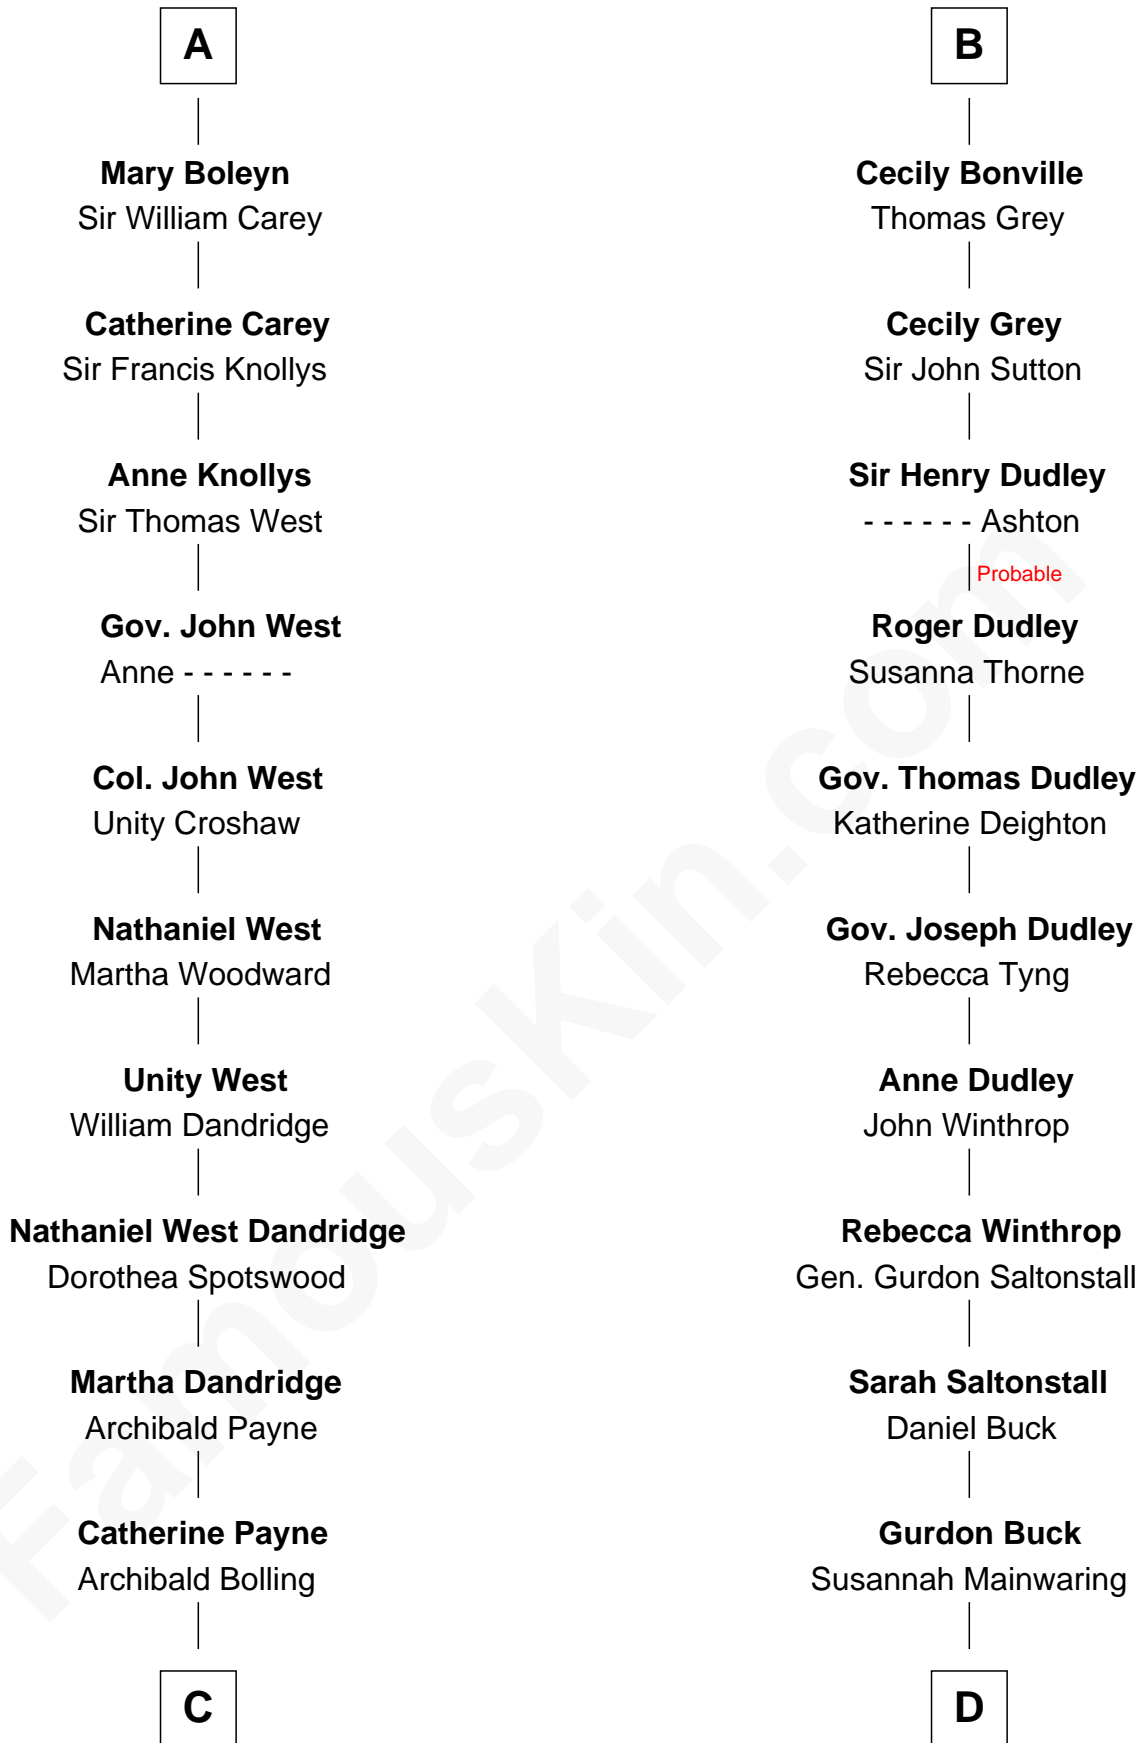 A
Mary Boleyn
Sir William Carey
Catherine Carey
Sir Francis Knollys
Anne Knollys
Sir Thomas West
Gov. John West
Anne - - - - - -
Col. John West
Unity Croshaw
Nathaniel West
Martha Woodward
Unity West
William Dandridge
Nathaniel West Dandridge
Dorothea Spotswood
Martha Dandridge
Archibald Payne
Catherine Payne
Archibald Bolling
C
B
Cecily Bonville
Thomas Grey
Cecily Grey
Sir John Sutton
Sir Henry Dudley
- - - - - - Ashton
Probable
Roger Dudley
Susanna Thorne
Gov. Thomas Dudley
Katherine Deighton
Gov. Joseph Dudley
Rebecca Tyng
Anne Dudley
John Winthrop
Rebecca Winthrop
Gen. Gurdon Saltonstall
Sarah Saltonstall
Daniel Buck
Gurdon Buck
Susannah Mainwaring
D
FamousKin.com